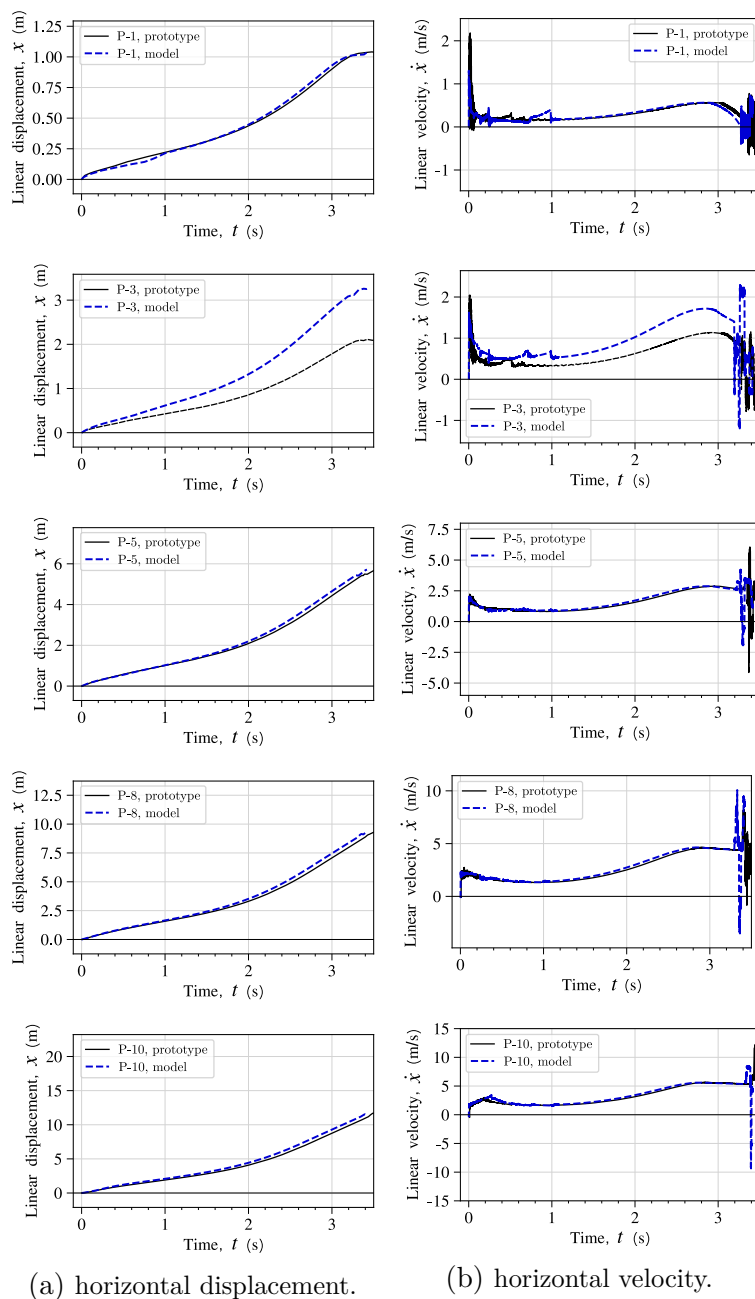 1.25
1.00
0.75
0.50
0.25
0.00
Linear displacement, x (m)
P-1, prototype
P-1, model
0 1 2 3
Time, t (s)
2
1
0
-1
Linear velocity, ẋ (m/s)
P-1, prototype
P-1, model
0 1 2 3
Time, t (s)
3
2
1
0
Linear displacement, x (m)
P-3, prototype
P-3, model
0 1 2 3
Time, t (s)
2
1
0
-1
Linear velocity, ẋ (m/s)
P-3, prototype
P-3, model
0 1 2 3
Time, t (s)
6
4
2
0
Linear displacement, x (m)
P-5, prototype
P-5, model
0 1 2 3
Time, t (s)
7.5
5.0
2.5
0.0
-2.5
-5.0
Linear velocity, ẋ (m/s)
P-5, prototype
P-5, model
0 1 2 3
Time, t (s)
12.5
10.0
7.5
5.0
2.5
0.0
Linear displacement, x (m)
P-8, prototype
P-8, model
0 1 2 3
Time, t (s)
10
5
0
Linear velocity, ẋ (m/s)
P-8, prototype
P-8, model
0 1 2 3
Time, t (s)
20
15
10
5
0
Linear displacement, x (m)
P-10, prototype
P-10, model
0 1 2 3
Time, t (s)
15
10
5
0
-5
-10
-15
Linear velocity, ẋ (m/s)
P-10, prototype
P-10, model
0 1 2 3
Time, t (s)
(a) horizontal displacement.
(b) horizontal velocity.